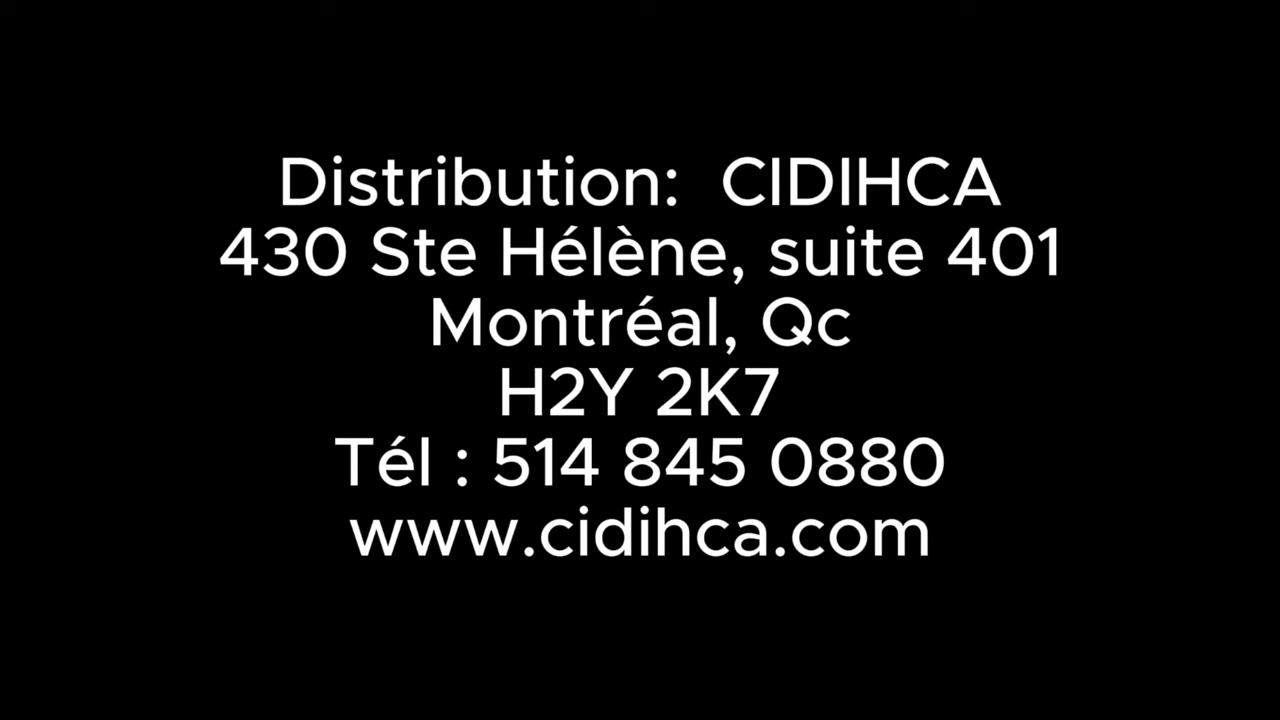 Distribution:  CIDIHCA
430 Ste Hélène, suite 401
Montréal, Qc
H2Y 2K7
Tél : 514 845 0880
www.cidihca.com